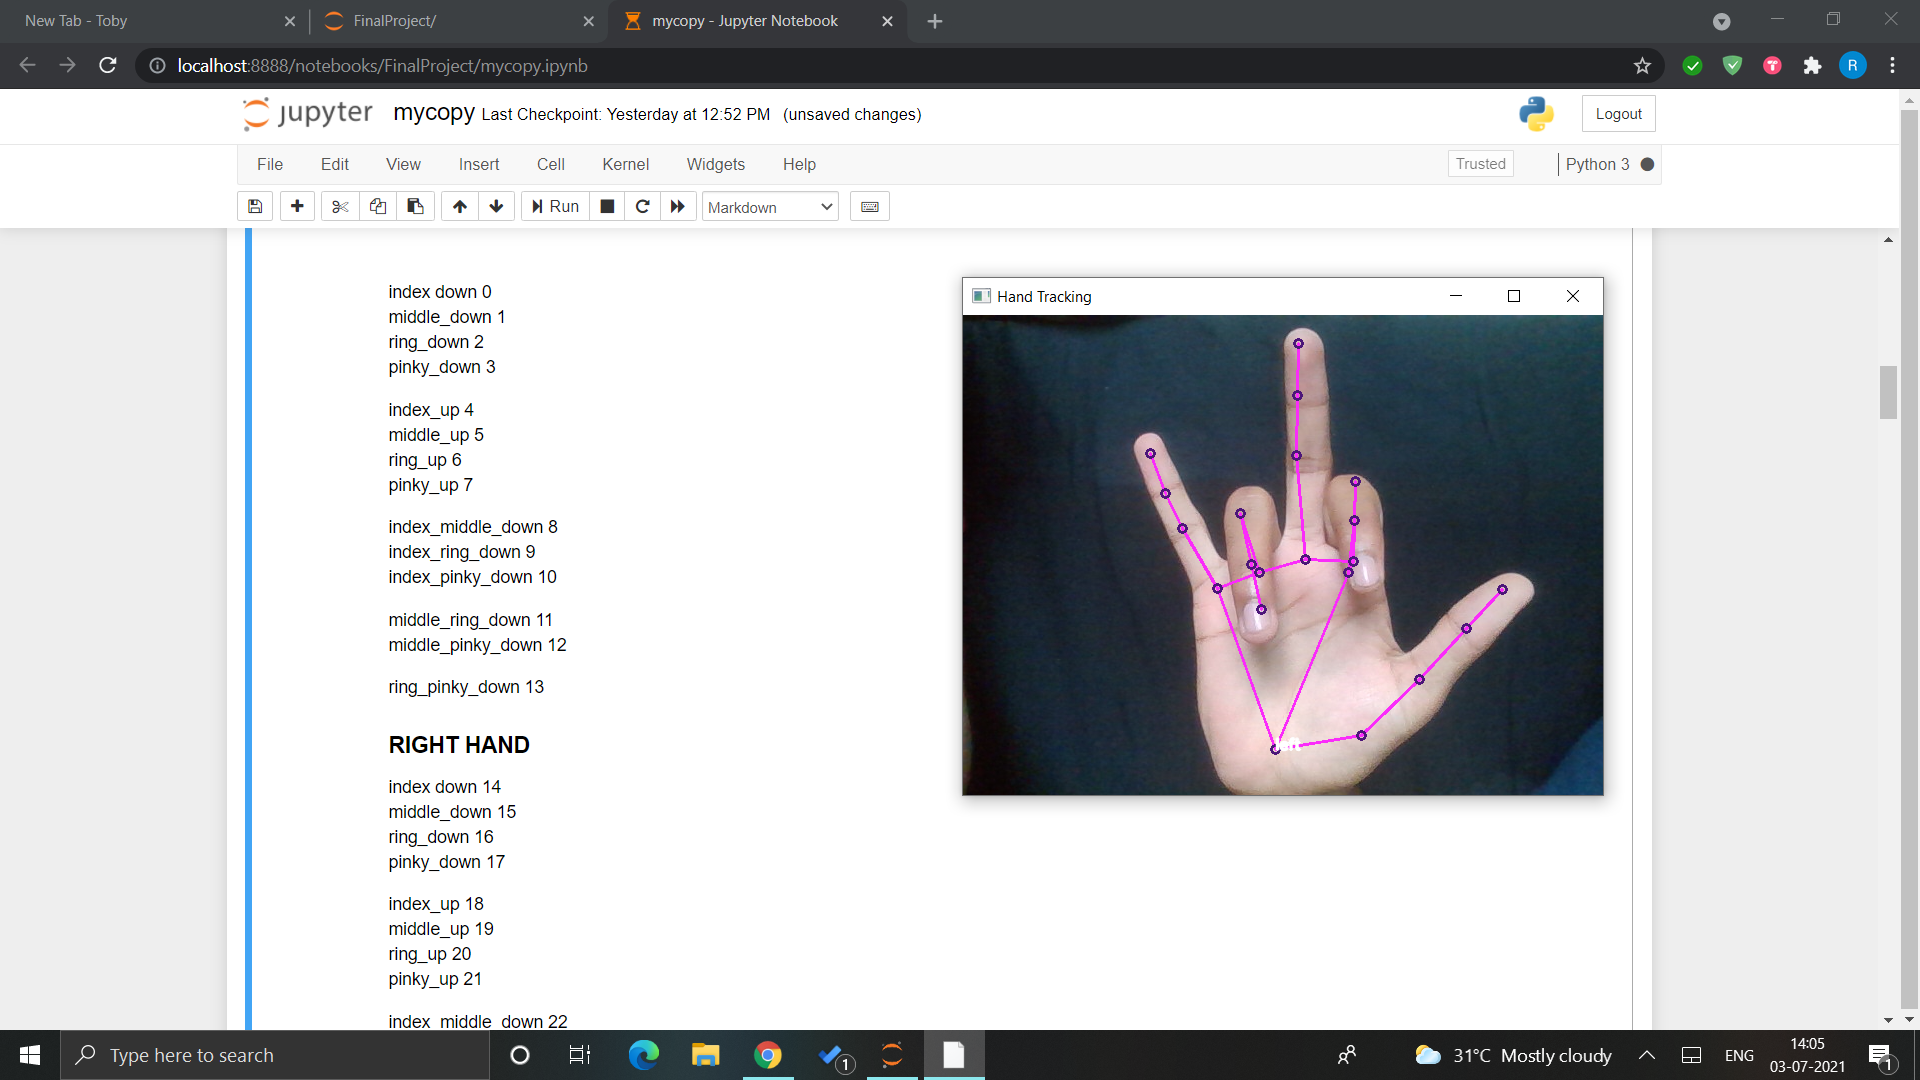 New Tab - Toby
FinalProject/
mycopy - Jupyter Notebook
localhost:8888/notebooks/FinalProject/mycopy.ipynb
R
jupyter mycopy Last Checkpoint: Yesterday at 12:52 PM (unsaved changes)
Logout
File Edit View Insert Cell Kernel Widgets Help
Trusted
Python 3
Run
Markdown
index down 0
middle_down 1
ring_down 2
pinky_down 3
index_up 4
middle_up 5
ring_up 6
pinky_up 7
index_middle_down 8
index_ring_down 9
index_pinky_down 10
middle_ring_down 11
middle_pinky_down 12
ring_pinky_down 13
RIGHT HAND
index down 14
middle_down 15
ring_down 16
pinky_down 17
index_up 18
middle_up 19
ring_up 20
pinky_up 21
index_middle_down 22
Hand Tracking
left
Type here to search
1
31°C Mostly cloudy
ENG
14:05
03-07-2021
1